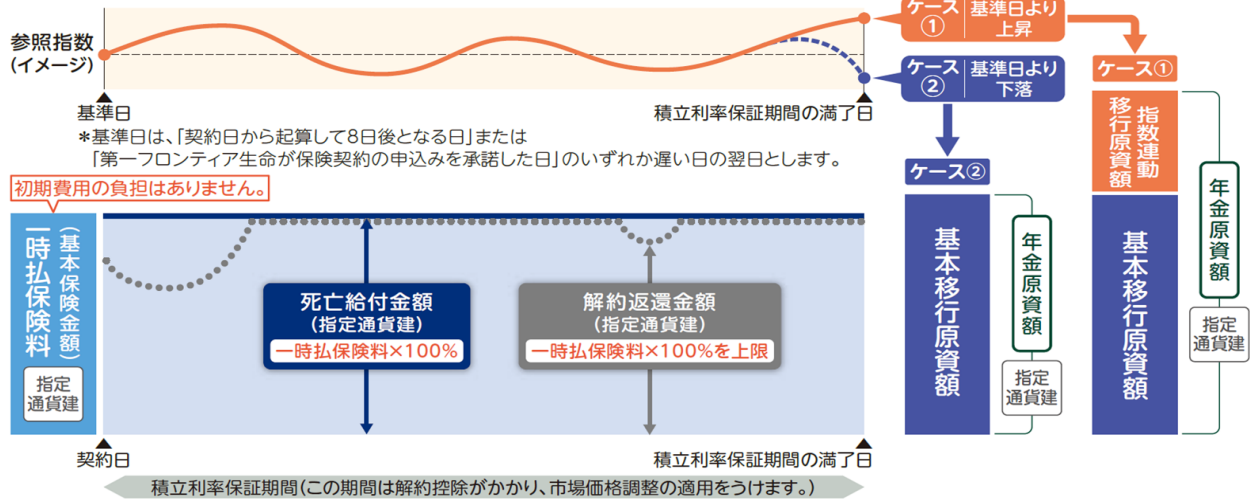 参照指数
(イメージ)
基準日
積立利率保証期間の満了日
ケース
①
基準日より
上昇
ケース
②
基準日より
下落
*基準日は、「契約日から起算して8日後となる日」または
「第一フロンティア生命が保険契約の申込みを承諾した日」のいずれか遅い日の翌日とします。
初期費用の負担はありません。
一時払保険料
(基本保険金額)
指定
通貨建
死亡給付金額
(指定通貨建)
一時払保険料×100%
解約返還金額
(指定通貨建)
一時払保険料×100%を上限
契約日
積立利率保証期間の満了日
積立利率保証期間(この期間は解約控除がかかり、市場価格調整の適用をうけます。)
ケース②
基本移行原資額
年金原資額
指定
通貨建
ケース①
指数連動
移行原資額
基本移行原資額
年金原資額
指定
通貨建